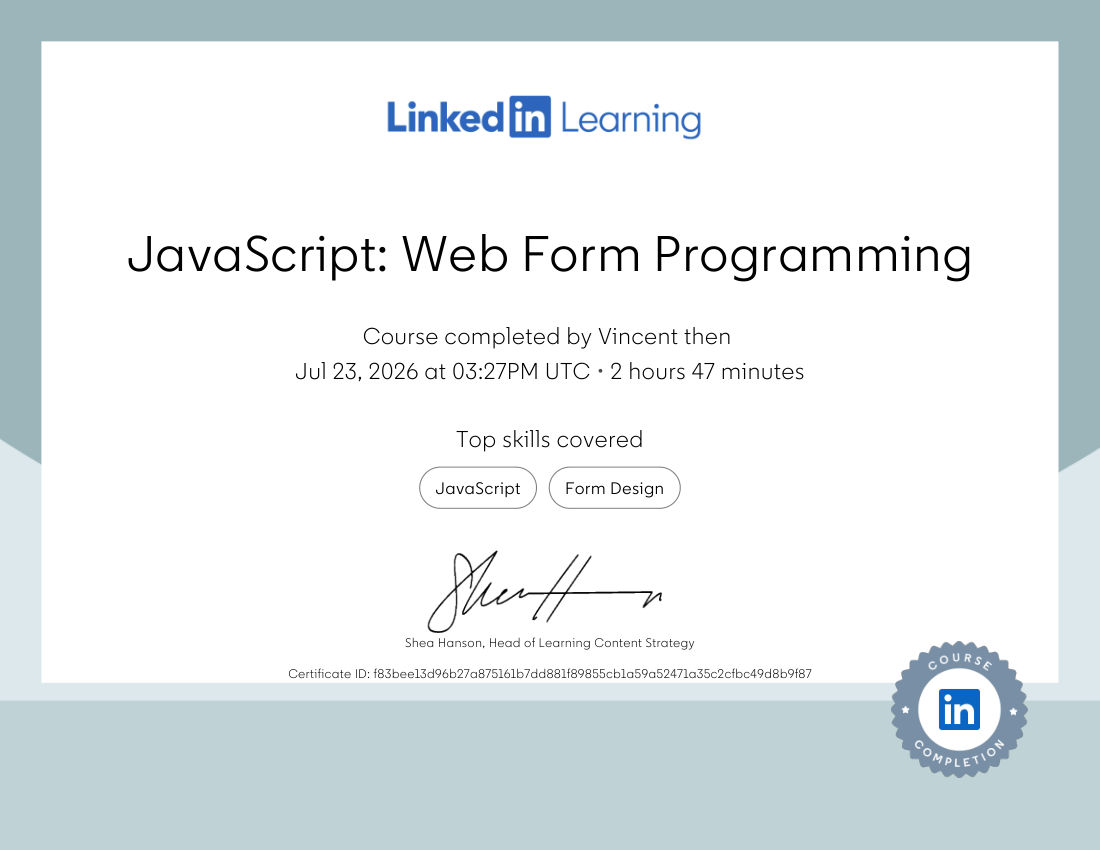 LinkedIn Learning
JavaScript: Web Form Programming
Course completed by Vincent then
Jul 23, 2026 at 03:27PM UTC • 2 hours 47 minutes
Top skills covered
JavaScript
Form Design
Shea Hanson, Head of Learning Content Strategy
Certificate ID: f83bee13d96b27a875161b7dd881f89855cb1a59a52471a35c2cfbc49d8b9f87
COURSE
in
COMPLETION